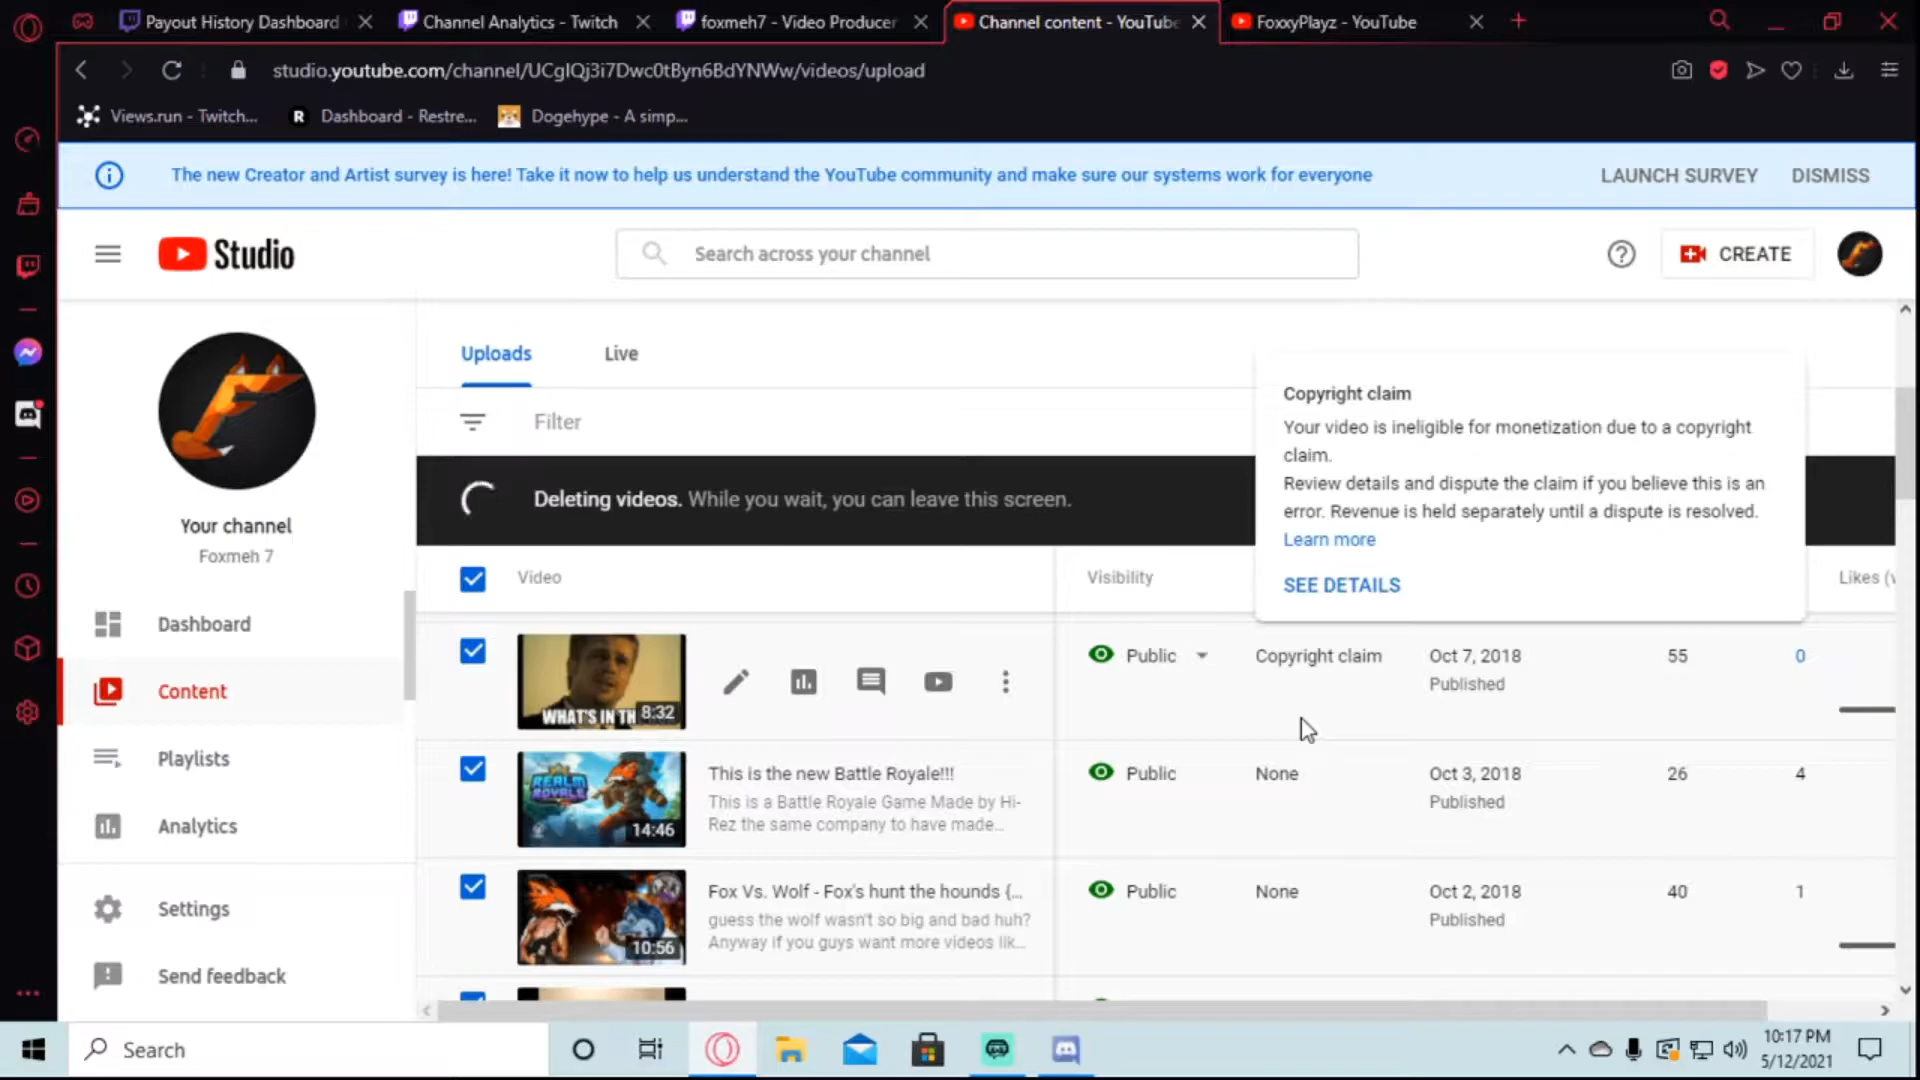 Payout History Dashboard
Channel Analytics - Twitch
foxmeh7 - Video Producer
Channel content - YouTube
FoxxyPlayz - YouTube
studio.youtube.com/channel/UCgIQj3i7Dwc0tByn6BdYNWw/videos/upload
Views.run - Twitch...
R Dashboard - Restre...
Dogehype - A simp...
The new Creator and Artist survey is here! Take it now to help us understand the YouTube community and make sure our systems work for everyone
LAUNCH SURVEY
DISMISS
Studio
Search across your channel
CREATE
Your channel
Foxmeh 7
Dashboard
Content
Playlists
Analytics
Settings
Send feedback
Uploads
Live
Filter
Deleting videos. While you wait, you can leave this screen.
Copyright claim
Your video is ineligible for monetization due to a copyright
claim.
Review details and dispute the claim if you believe this is an
error. Revenue is held separately until a dispute is resolved.
Learn more
SEE DETAILS
Video
Visibility
Likes (v
WHAT'S IN TH
8:32
Public
Copyright claim
Oct 7, 2018
Published
55
0
REALM
ROYALE
14:46
This is the new Battle Royale!!!
This is a Battle Royale Game Made by Hi-
Rez the same company to have made...
Public
None
Oct 3, 2018
Published
26
4
10:56
Fox Vs. Wolf - Fox's hunt the hounds {...
guess the wolf wasn't so big and bad huh?
Anyway if you guys want more videos lik...
Public
None
Oct 2, 2018
Published
40
1
Search
10:17 PM
5/12/2021